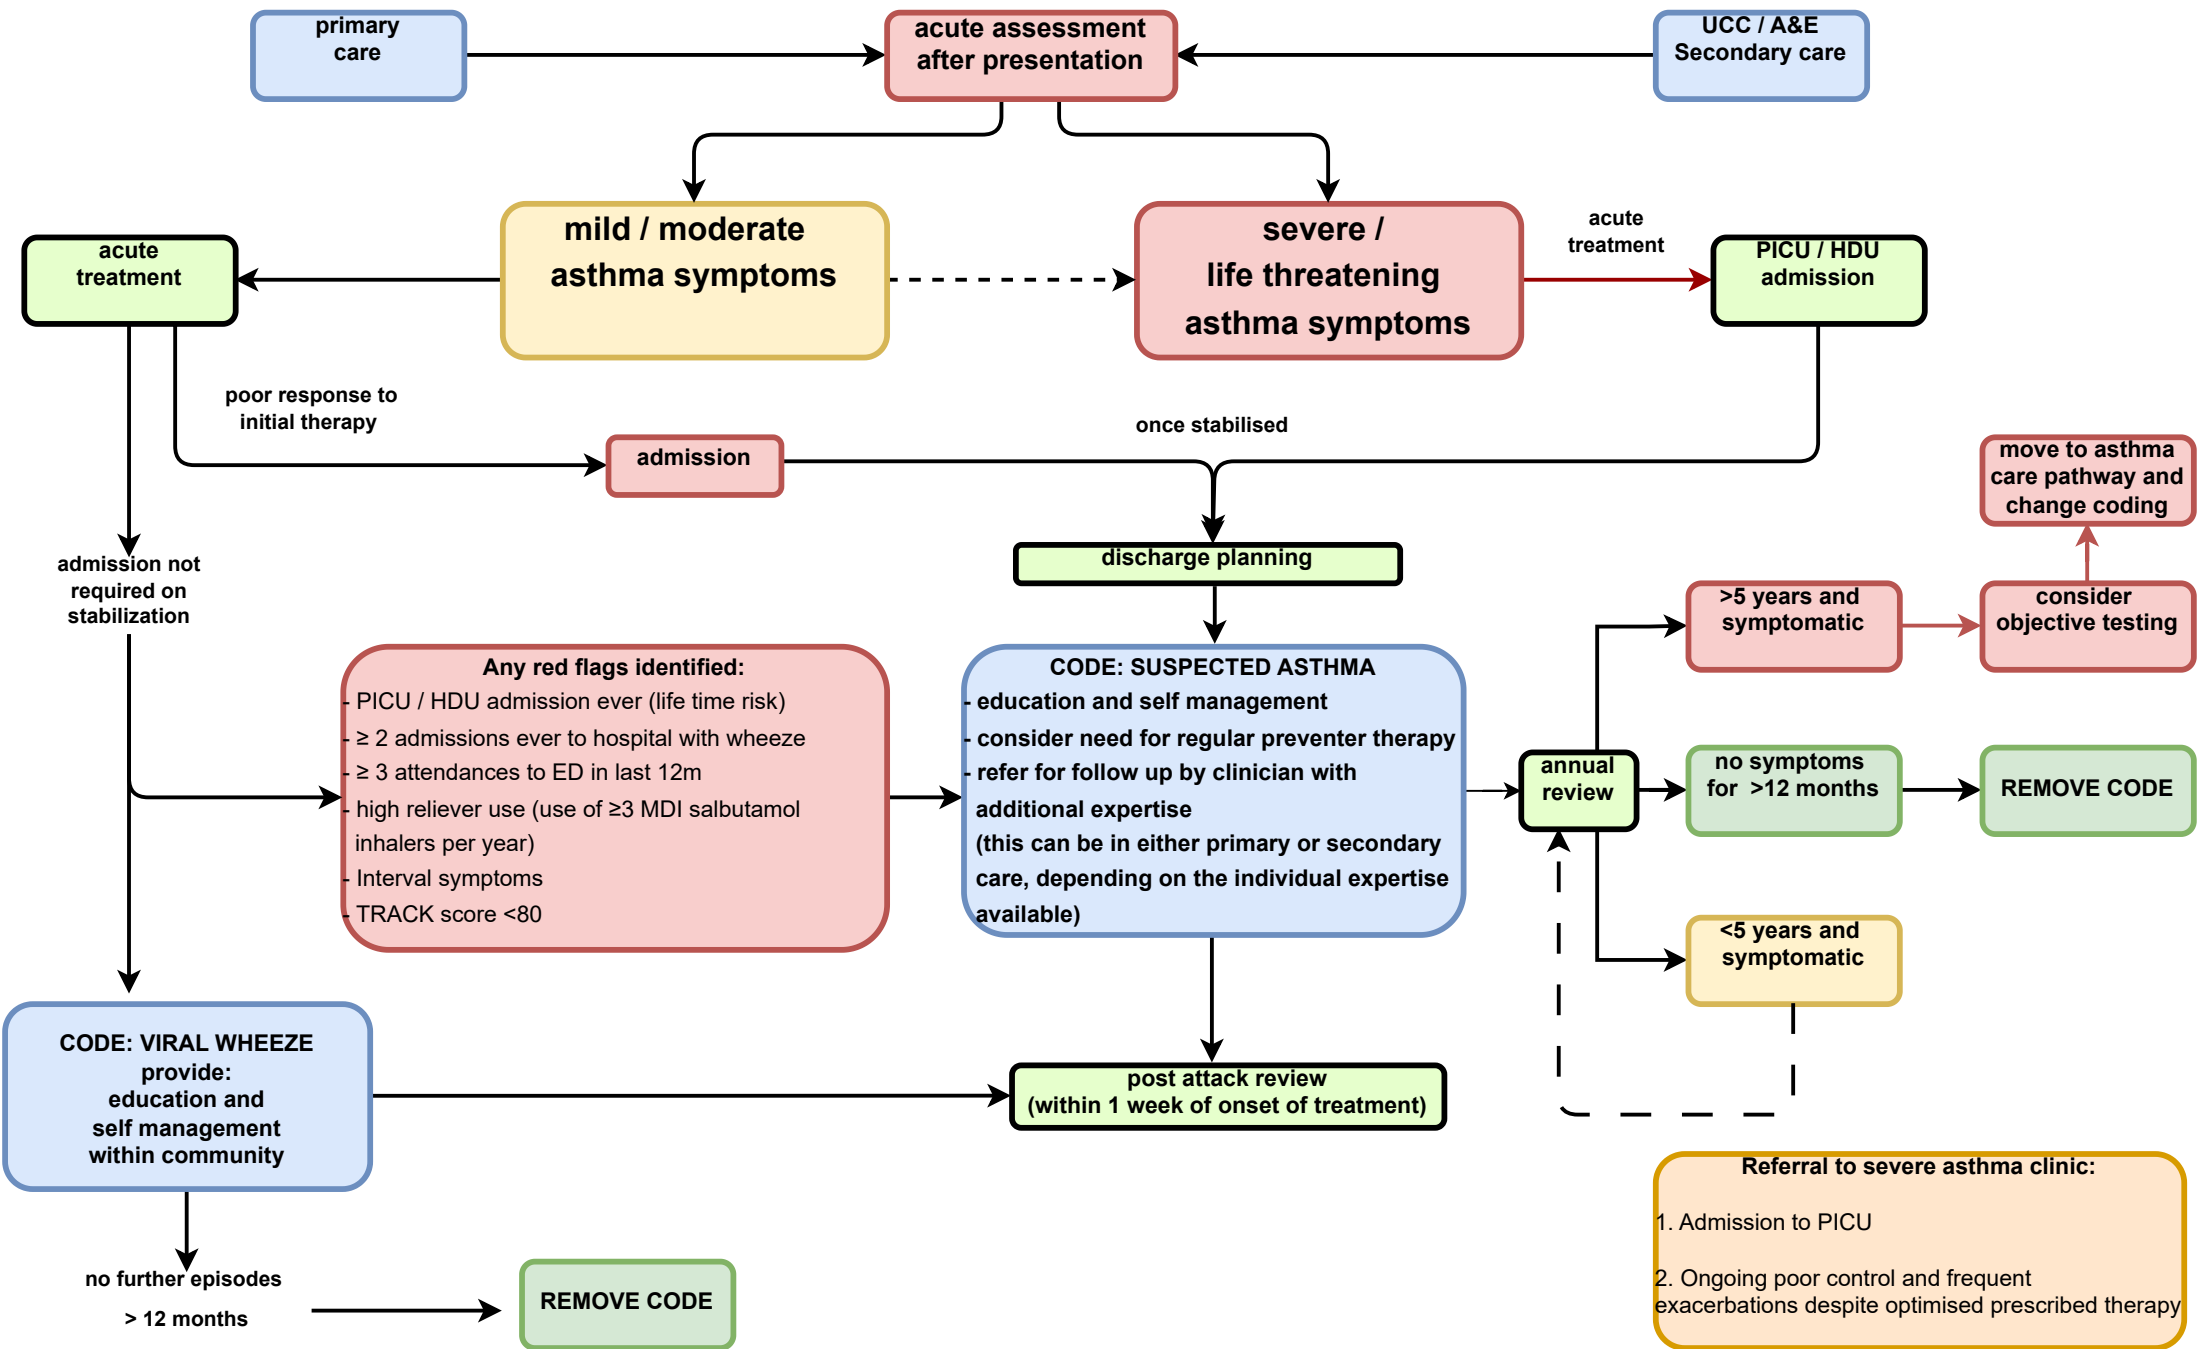 primary
care
acute assessment
after presentation
UCC / A&E
Secondary care
mild / moderate
asthma symptoms
severe /
life threatening
asthma symptoms
acute
treatment
acute
treatment
PICU / HDU
admission
poor response to
initial therapy
admission
once stabilised
move to asthma
care pathway and
change coding
discharge planning
admission not
required on
stabilization
>5 years and
symptomatic
consider
objective testing
Any red flags identified:
- PICU / HDU admission ever (life time risk)
- ≥ 2 admissions ever to hospital with wheeze
- ≥ 3 attendances to ED in last 12m
- high reliever use (use of ≥3 MDI salbutamol
inhalers per year)
- Interval symptoms
- TRACK score <80
CODE: SUSPECTED ASTHMA
- education and self management
- consider need for regular preventer therapy
- refer for follow up by clinician with
additional expertise
(this can be in either primary or secondary
care, depending on the individual expertise
available)
annual
review
no symptoms
for >12 months
REMOVE CODE
<5 years and
symptomatic
CODE: VIRAL WHEEZE
provide:
education and
self management
within community
post attack review
(within 1 week of onset of treatment)
no further episodes
> 12 months
REMOVE CODE
Referral to severe asthma clinic:
1. Admission to PICU
2. Ongoing poor control and frequent
exacerbations despite optimised prescribed therapy